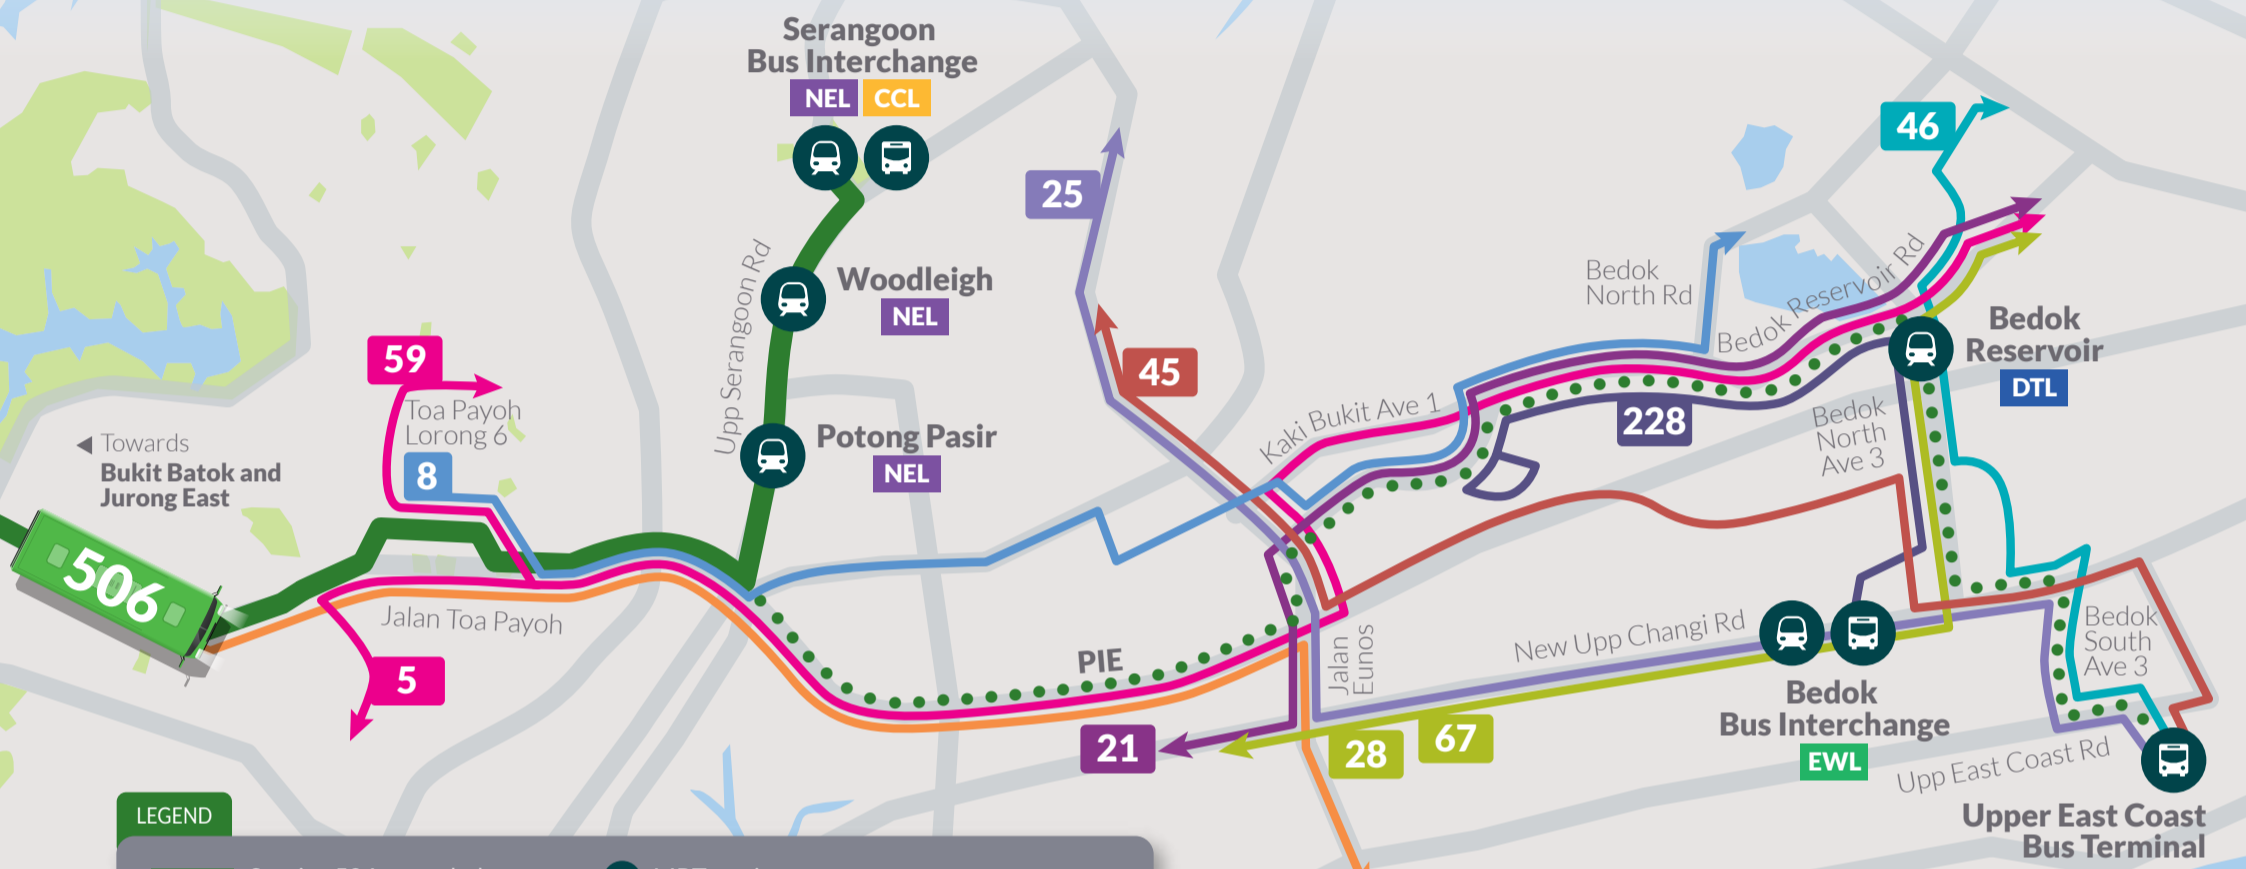 Serangoon
Bus Interchange
NEL CCL
46
25
Bedok
North Rd
Bedok Reservoir Rd
Upp Serangoon Rd
Woodleigh
NEL
Bedok
Reservoir
DTL
59
45
Toa Payoh
Lorong 6
Kaki Bukit Ave 1
228
Bedok
North
Ave 3
Towards
Bukit Batok and
Jurong East
8
Potong Pasir
NEL
506
Jalan Toa Payoh
5
PIE
Jalan
Eunos
New Upp Changi Rd
Bedok
South
Ave 3
21
28
67
Bedok
Bus Interchange
EWL
Upp East Coast Rd
Upper East Coast
Bus Terminal
LEGEND